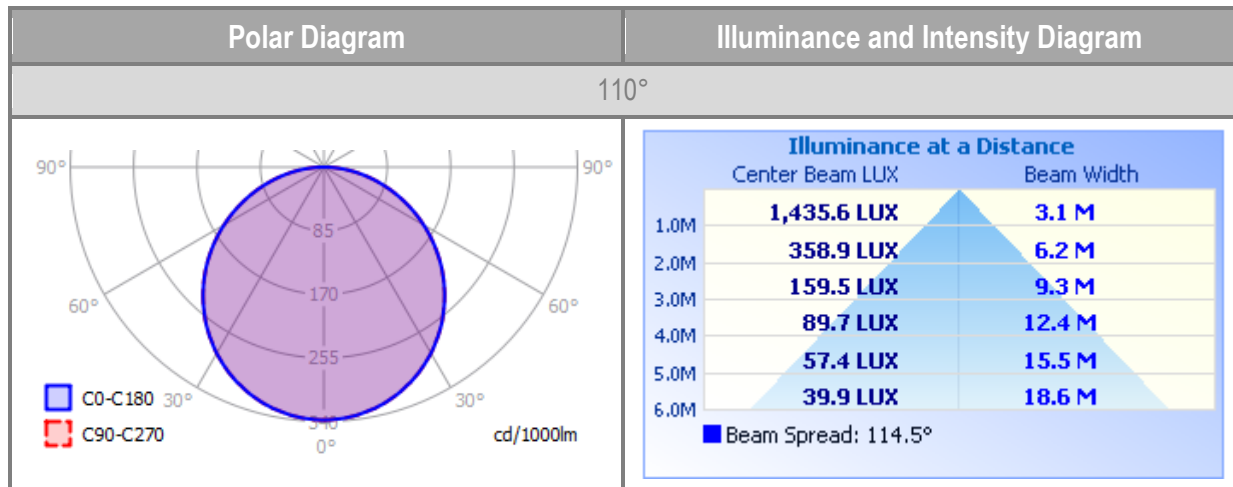 Polar Diagram
Illuminance and Intensity Diagram
110°
90°
90°
85
170
255
340
60°
60°
30°
30°
0°
C0-C180
C90-C270
cd/1000lm
Illuminance at a Distance
Center Beam LUX Beam Width
1.0M 1,435.6 LUX 3.1 M
2.0M 358.9 LUX 6.2 M
3.0M 159.5 LUX 9.3 M
4.0M 89.7 LUX 12.4 M
5.0M 57.4 LUX 15.5 M
6.0M 39.9 LUX 18.6 M
Beam Spread: 114.5°